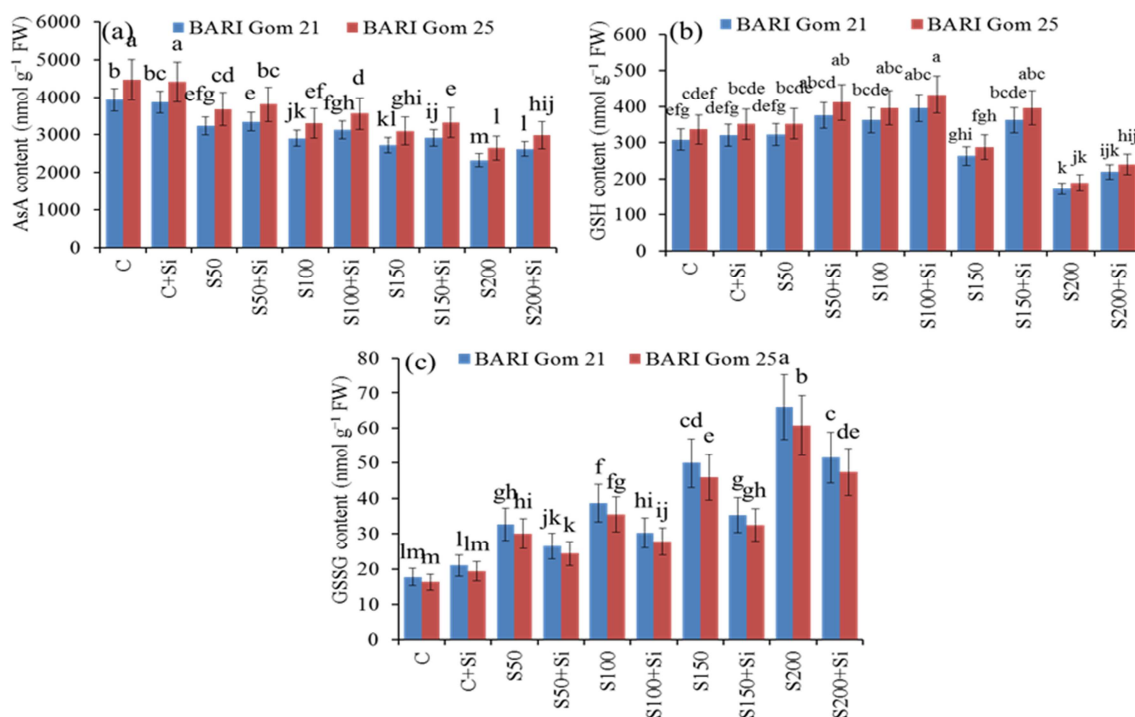 (a)
BARI Gom 21 BARI Gom 25
AsA content (nmol g⁻¹ FW)
6000
5000
4000
3000
2000
1000
0
b a bc a efg cd e bc jk ef fgh d kl ghi ij e m l l hij
C C+Si S50 S50+Si S100 S100+Si S150 S150+Si S200 S200+Si
(b)
BARI Gom 21 BARI Gom 25
GSH content (nmol g⁻¹ FW)
600
500
400
300
200
100
0
efg cdef defg bcde defg bcde abcd ab bcde abc abc a ghi fgh bcde abc k jk ijk hij
C C+Si S50 S50+Si S100 S100+Si S150 S150+Si S200 S200+Si
(c)
BARI Gom 21 BARI Gom 25
GSSG content (nmol g⁻¹ FW)
80
70
60
50
40
30
20
10
0
lm m l lm gh hi jk k f fg hi ij cd e g gh a b c de
C C+Si S50 S50+Si S100 S100+Si S150 S150+Si S200 S200+Si